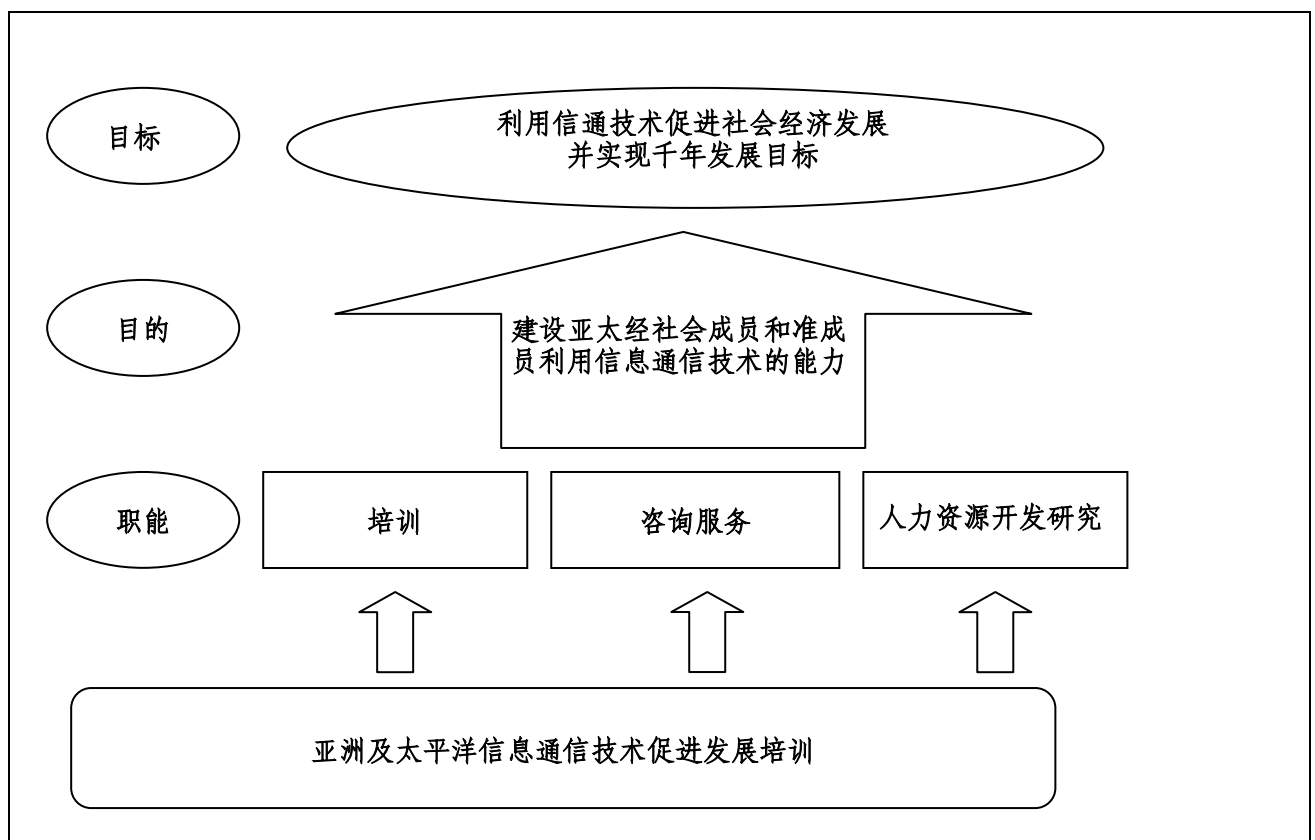 目标
利用信通技术促进社会经济发展
并实现千年发展目标
目的
建设亚太经社会成员和准成
员利用信息通信技术的能力
职能
培训
咨询服务
人力资源开发研究
亚洲及太平洋信息通信技术促进发展培训